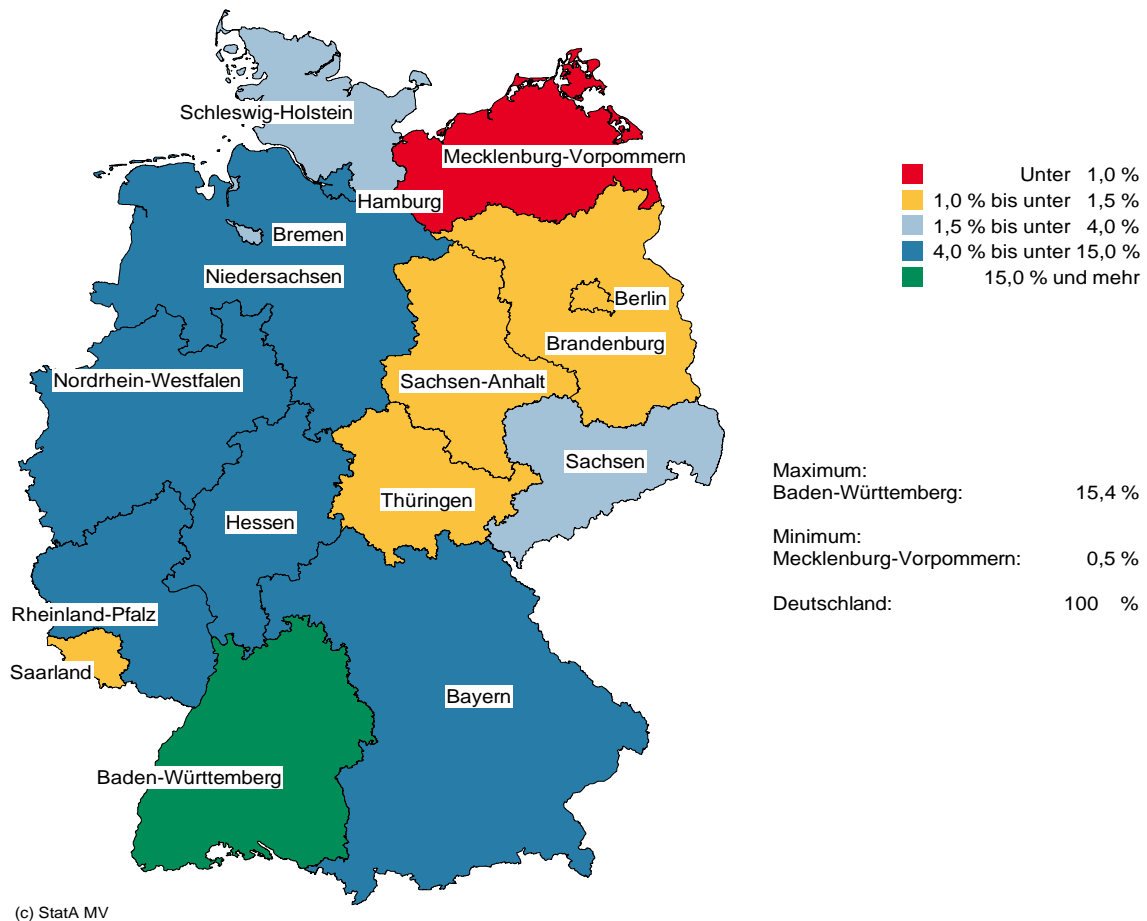 Schleswig-Holstein
Mecklenburg-Vorpommern
Hamburg
Bremen
Niedersachsen
Berlin
Brandenburg
Nordrhein-Westfalen
Sachsen-Anhalt
Sachsen
Thüringen
Hessen
Rheinland-Pfalz
Saarland
Bayern
Baden-Württemberg
Unter 1,0 %
1,0 % bis unter 1,5 %
1,5 % bis unter 4,0 %
4,0 % bis unter 15,0 %
15,0 % und mehr
Maximum:
Baden-Württemberg: 15,4 %
Minimum:
Mecklenburg-Vorpommern: 0,5 %
Deutschland: 100 %
(c) StatA MV